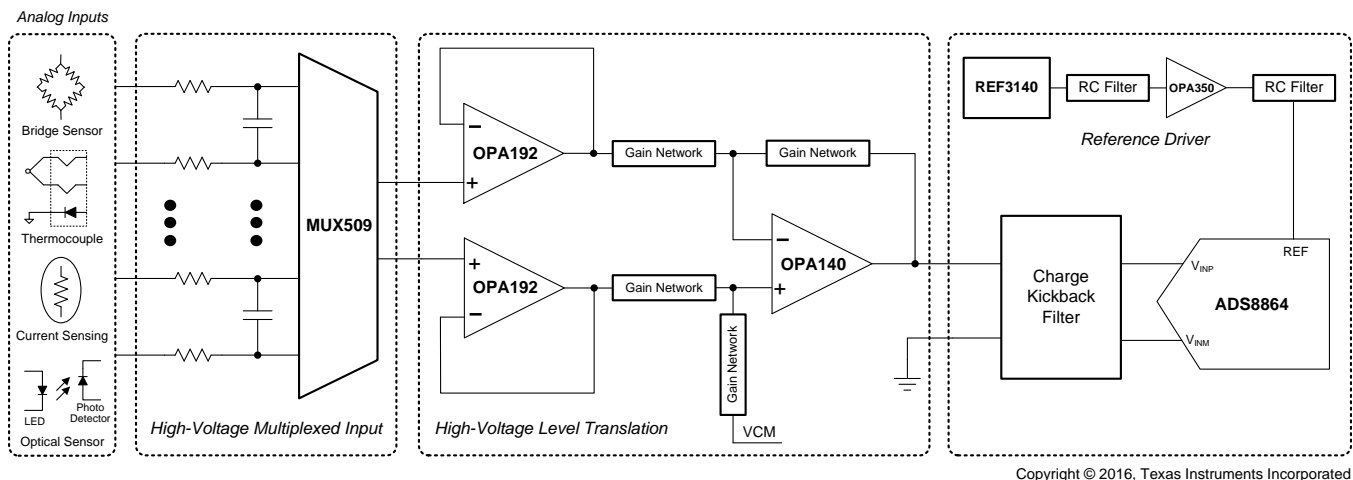 Analog Inputs
Bridge Sensor
Thermocouple
Current Sensing
LED
Photo
Detector
Optical Sensor
MUX509
High-Voltage Multiplexed Input
–
OPA192
+
+
OPA192
–
Gain Network
Gain Network
Gain Network
Gain Network
VCM
–
OPA140
+
High-Voltage Level Translation
REF3140
RC Filter
OPA350
RC Filter
Reference Driver
Charge
Kickback
Filter
REF
VINP
ADS8864
VINM
Copyright © 2016, Texas Instruments Incorporated